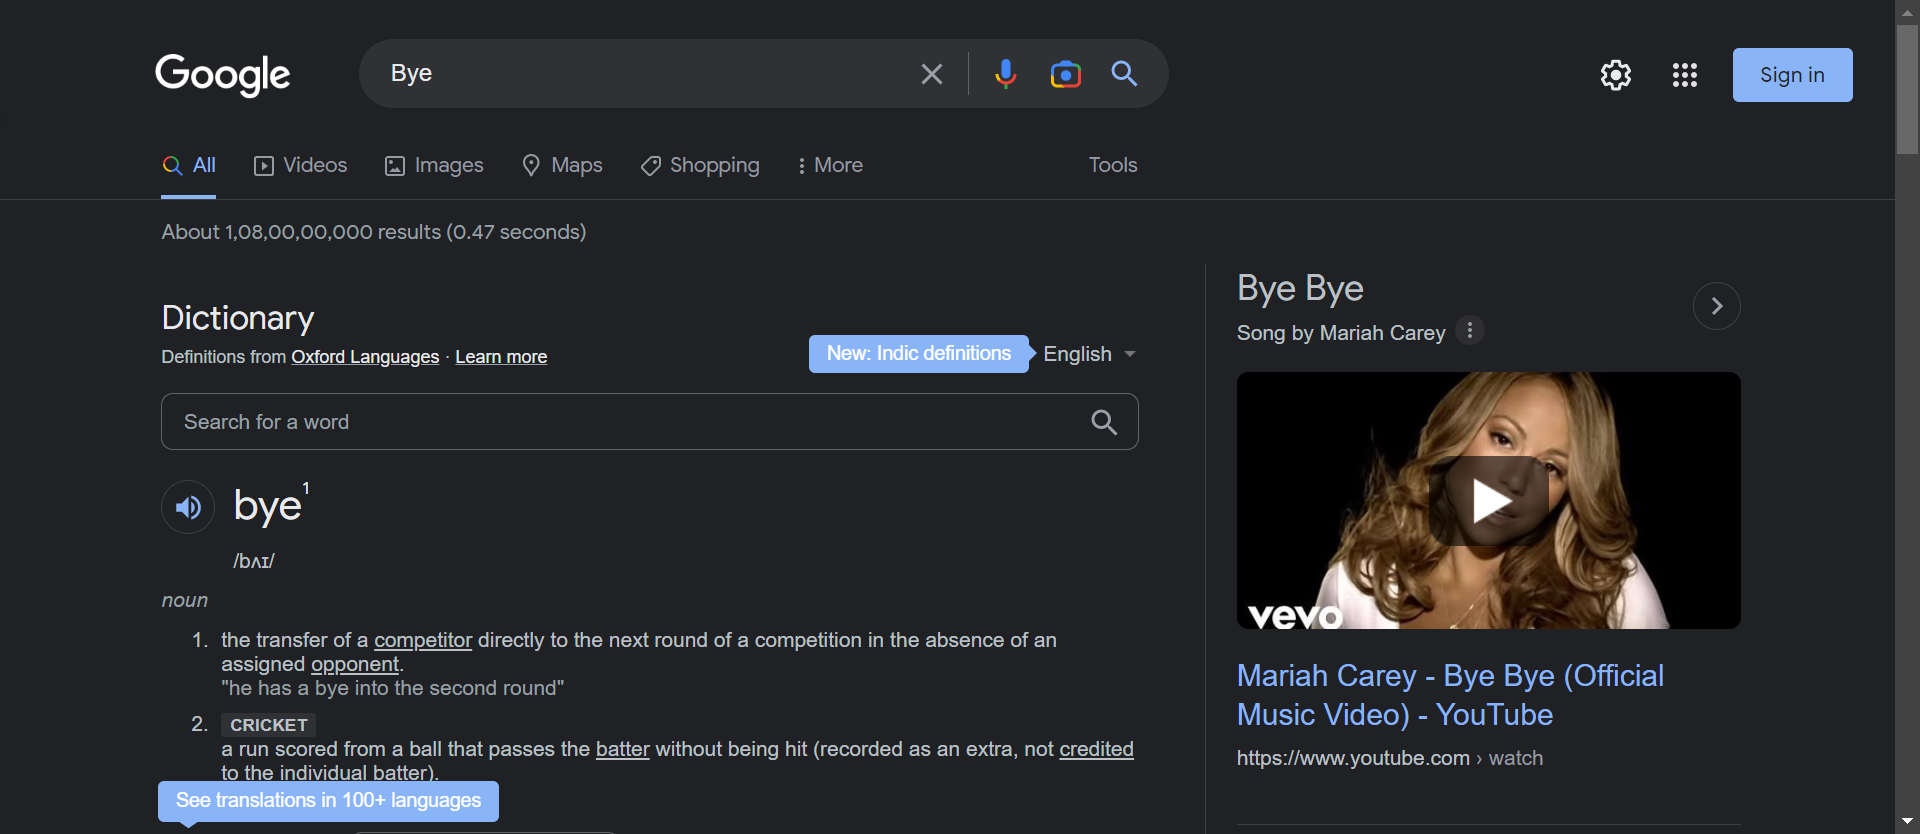 Google
Bye
Sign in
All
Videos
Images
Maps
Shopping
More
Tools
About 1,08,00,00,000 results (0.47 seconds)
Dictionary
Definitions from Oxford Languages · Learn more
New: Indic definitions
English
Search for a word
bye1
/bʌɪ/
noun
1. the transfer of a competitor directly to the next round of a competition in the absence of an
assigned opponent.
"he has a bye into the second round"
2. CRICKET
a run scored from a ball that passes the batter without being hit (recorded as an extra, not credited
to the individual batter).
See translations in 100+ languages
Bye Bye
Song by Mariah Carey
vevo
Mariah Carey - Bye Bye (Official
Music Video) - YouTube
https://www.youtube.com › watch